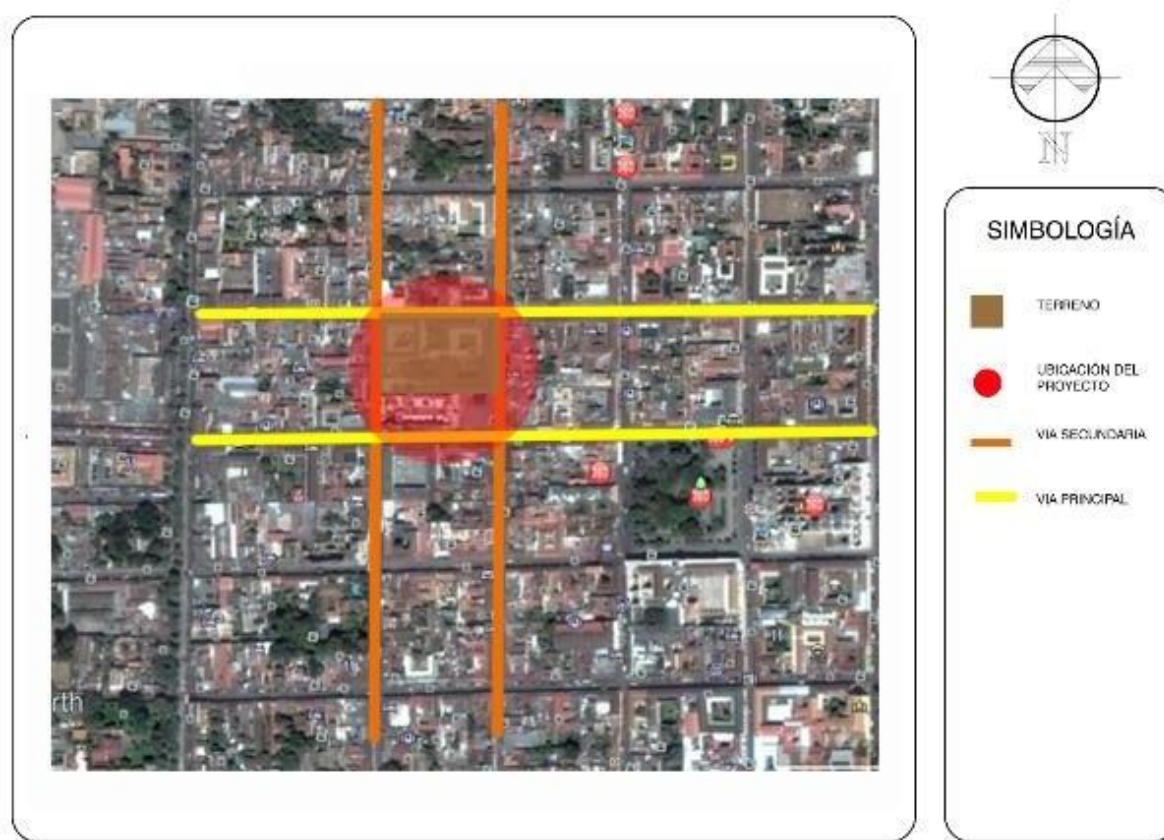 N
SIMBOLOGÍA
TERRENO
UBICACIÓN DEL
PROYECTO
VIA SECUNDARIA
VIA PRINCIPAL
rth